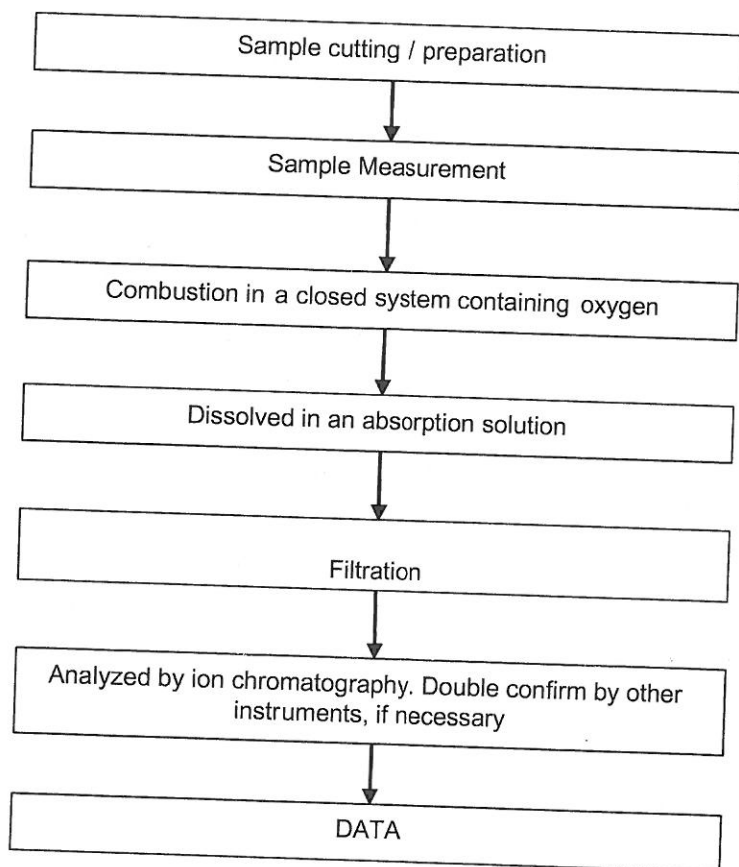 Sample cutting / preparation
Sample Measurement
Combustion in a closed system containing oxygen
Dissolved in an absorption solution
Filtration
Analyzed by ion chromatography. Double confirm by other
instruments, if necessary
DATA